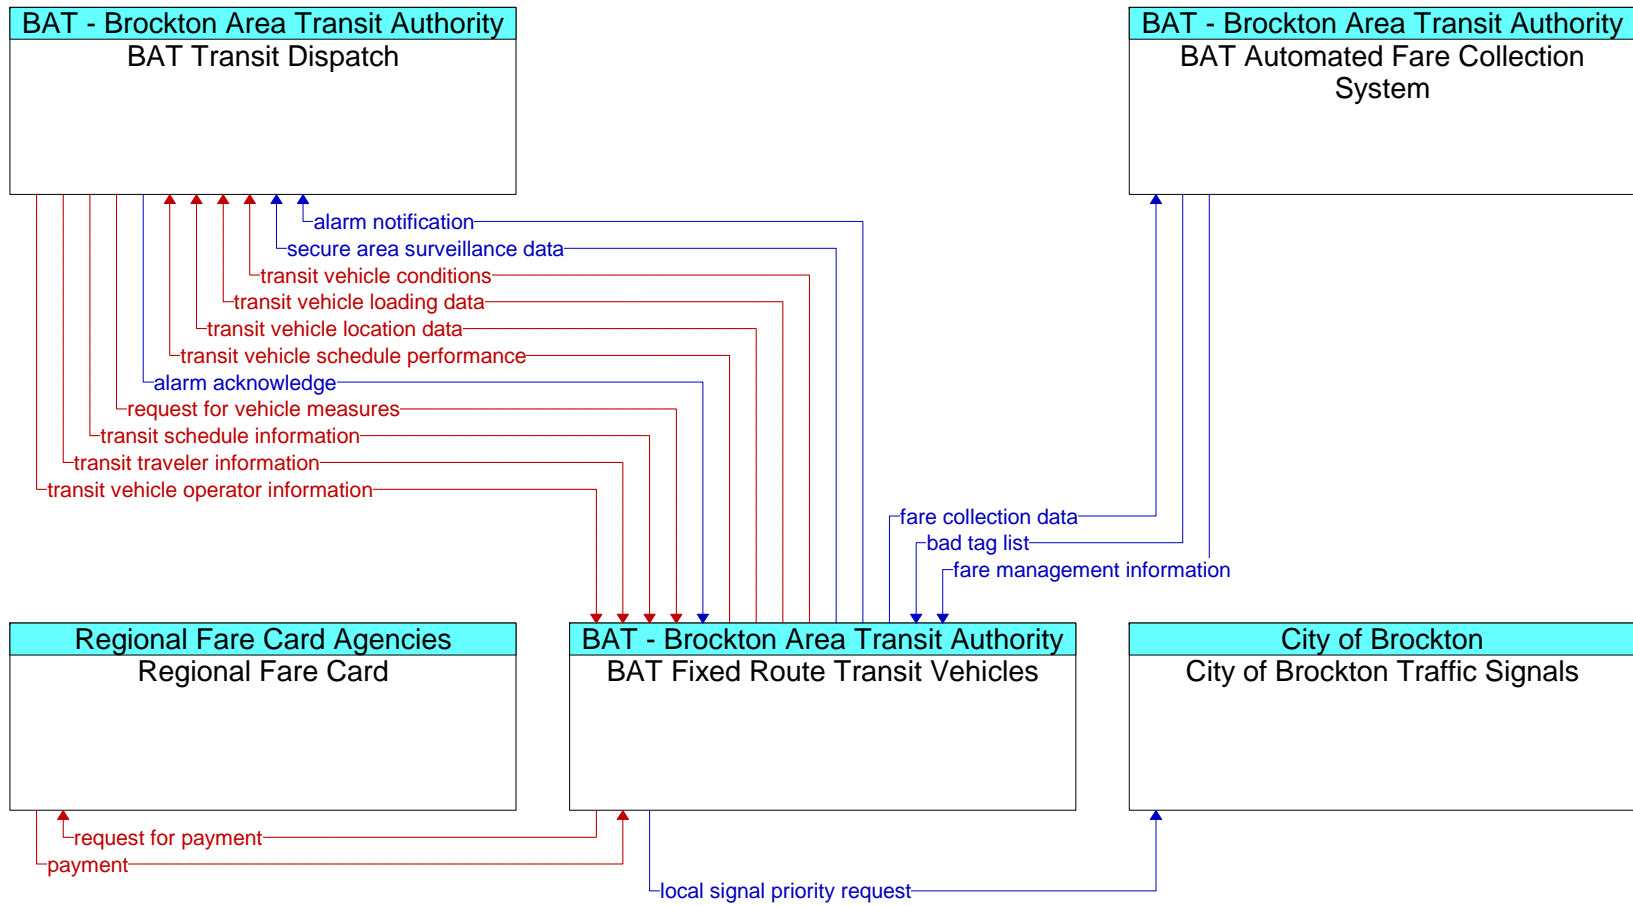 BAT - Brockton Area Transit Authority
BAT Transit Dispatch
BAT - Brockton Area Transit Authority
BAT Automated Fare Collection
System
alarm notification
secure area surveillance data
transit vehicle conditions
transit vehicle loading data
transit vehicle location data
transit vehicle schedule performance
alarm acknowledge
request for vehicle measures
transit schedule information
transit traveler information
transit vehicle operator information
fare collection data
bad tag list
fare management information
Regional Fare Card Agencies
Regional Fare Card
BAT - Brockton Area Transit Authority
BAT Fixed Route Transit Vehicles
City of Brockton
City of Brockton Traffic Signals
request for payment
payment
local signal priority request